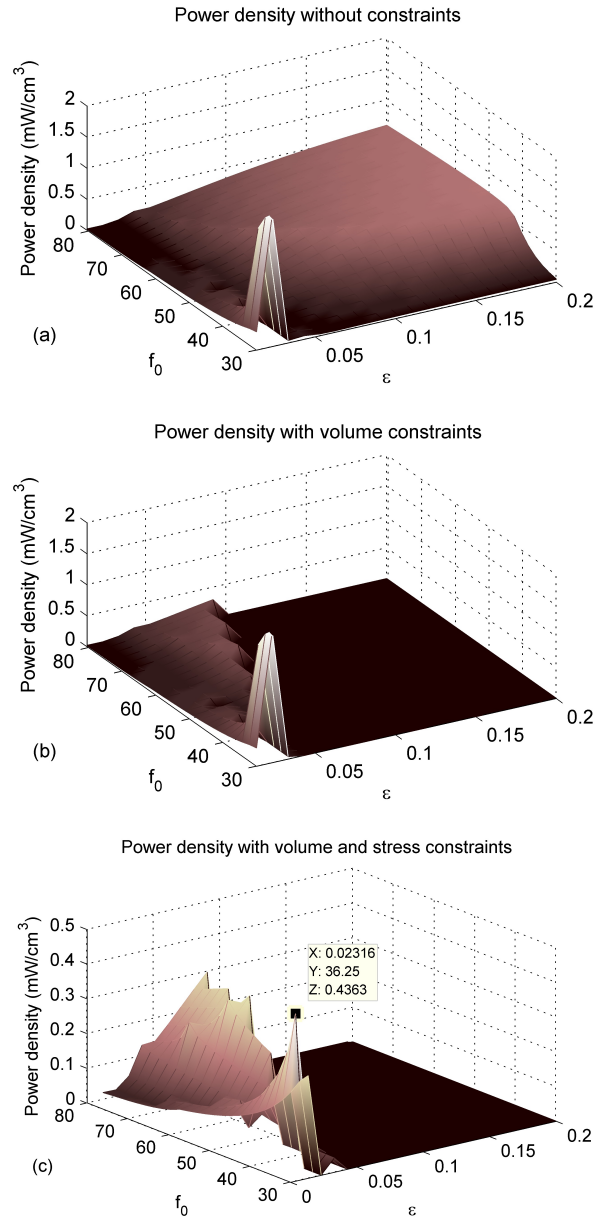 Power density without constraints
Power density (mW/cm³)
2
1.5
1
0.5
0
80
70
60
50
40
30
f₀
0.05
0.1
0.15
0.2
ε
(a)
Power density with volume constraints
Power density (mW/cm³)
2
1.5
1
0.5
0
80
70
60
50
40
30
f₀
0.05
0.1
0.15
0.2
ε
(b)
Power density with volume and stress constraints
Power density (mW/cm³)
0.5
0.4
0.3
0.2
0.1
0
X: 0.02316
Y: 36.25
Z: 0.4363
80
70
60
50
40
30
f₀
0
0.05
0.1
0.15
0.2
ε
(c)